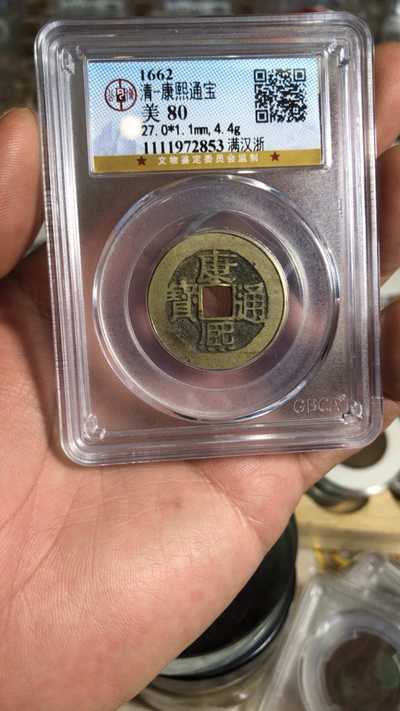 1662
清-康熙通宝
美 80
27.0*1.1mm, 4.4g
1111972853 满汉浙
★ 文物鉴定委员会监制 ★
康熙通寶
GBCA